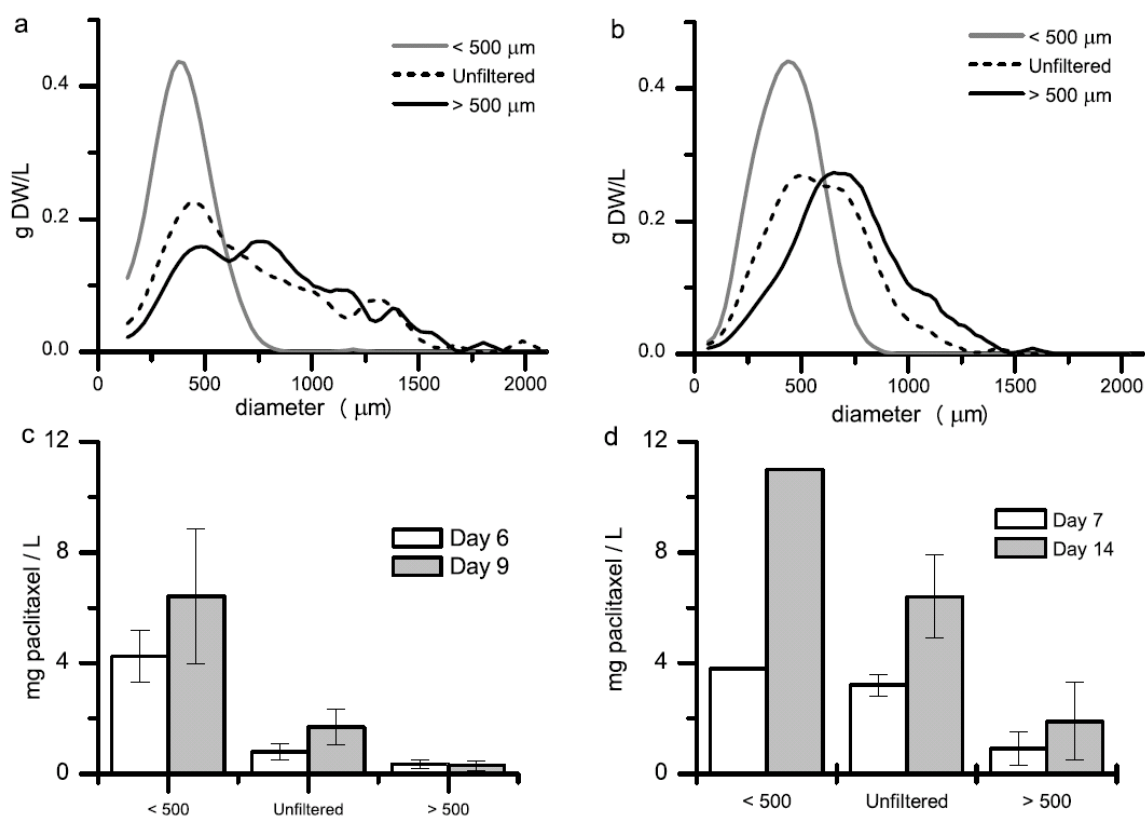 a
< 500 μm
Unfiltered
> 500 μm
0.4
0.2
0.0
g DW/L
0
500
1000
1500
2000
diameter ( μm)
b
< 500 μm
Unfiltered
> 500 μm
0.4
0.2
0.0
g DW/L
0
500
1000
1500
2000
diameter ( μm)
c
12
8
4
0
mg paclitaxel / L
Day 6
Day 9
< 500
Unfiltered
> 500
d
12
8
4
0
mg paclitaxel / L
Day 7
Day 14
< 500
Unfiltered
> 500